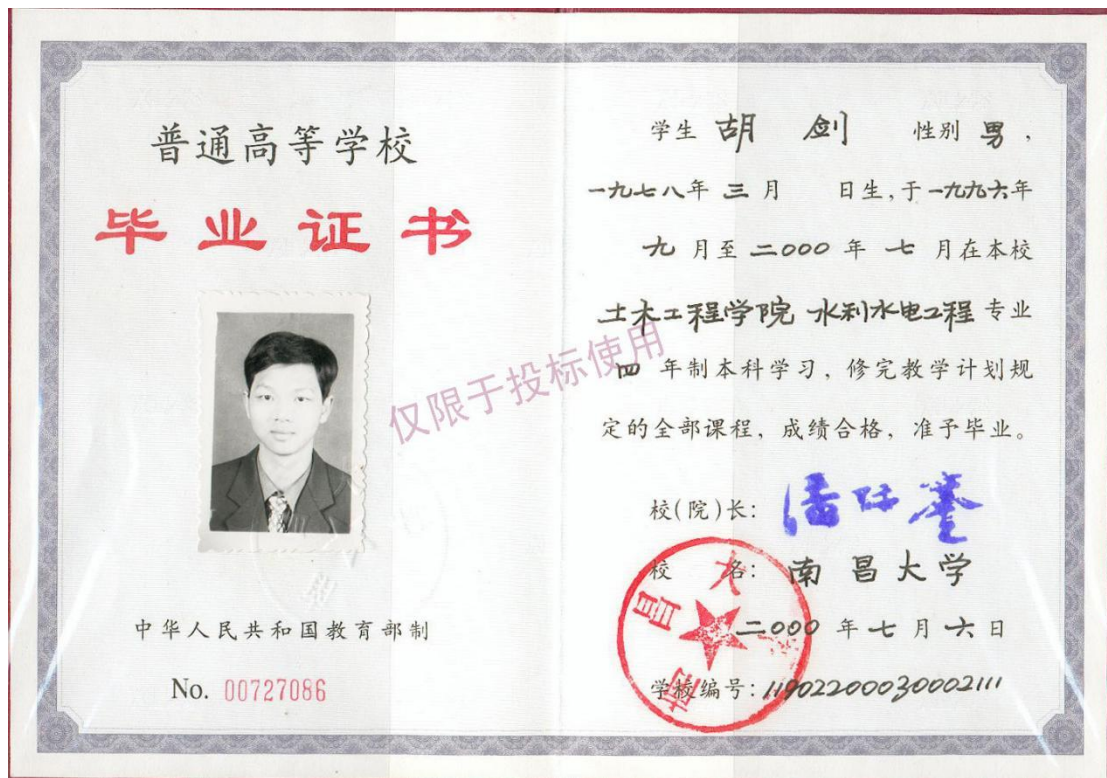 普通高等学校
毕业证书
中华人民共和国教育部制
No. 00727086
学生 胡 剑 性别 男,
一九七八年 三 月 日生,于一九九六年
九 月至 二000 年 七 月在本校
土木工程学院 水利水电工程 专业
四 年制本科学习，修完教学计划规
定的全部课程，成绩合格，准予毕业。
校(院)长:
校 名: 南昌大学
二000 年 七 月 六 日
学校编号: 11902200030002111
仅限于投标使用
南昌大